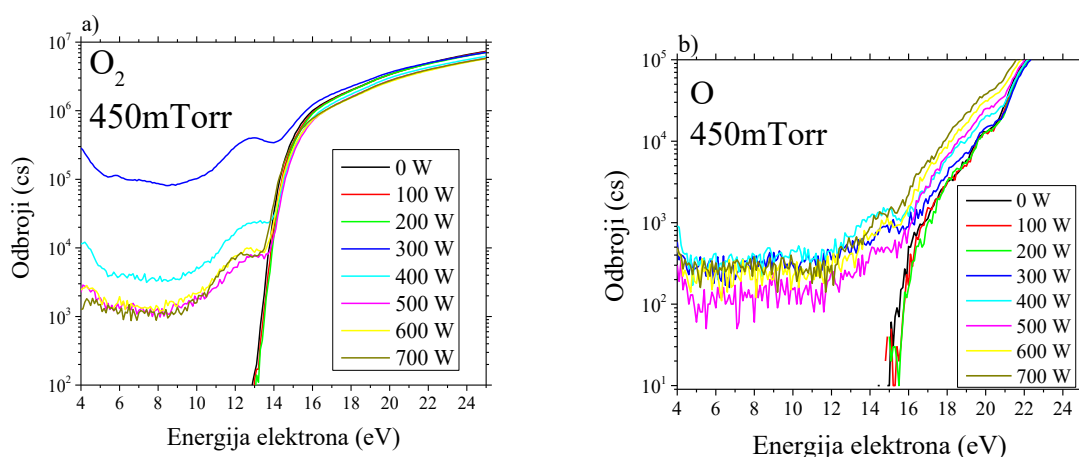 a)
O2
450mTorr
Odbroji (cs)
10^7
10^6
10^5
10^4
10^3
10^2
0 W
100 W
200 W
300 W
400 W
500 W
600 W
700 W
4 6 8 10 12 14 16 18 20 22 24
Energija elektrona (eV)
b)
O
450mTorr
Odbroji (cs)
10^5
10^4
10^3
10^2
10^1
0 W
100 W
200 W
300 W
400 W
500 W
600 W
700 W
4 6 8 10 12 14 16 18 20 22 24
Energija elektrona (eV)